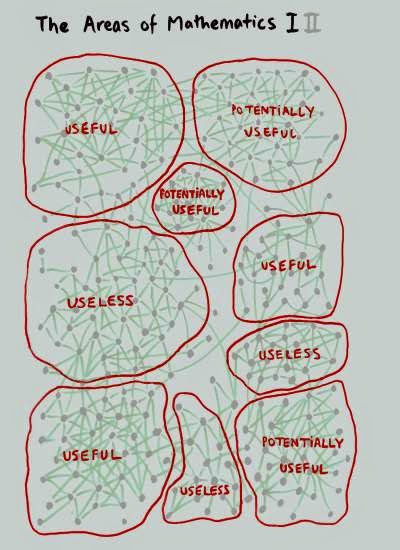 The Areas of Mathematics I II
USEFUL
POTENTIALLY
USEFUL
POTENTIALLY
USEFUL
USELESS
USEFUL
USELESS
USEFUL
USELESS
POTENTIALLY
USEFUL